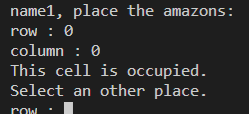 name1, place the amazons:
row : 0
column : 0
This cell is occupied.
Select an other place.
row :